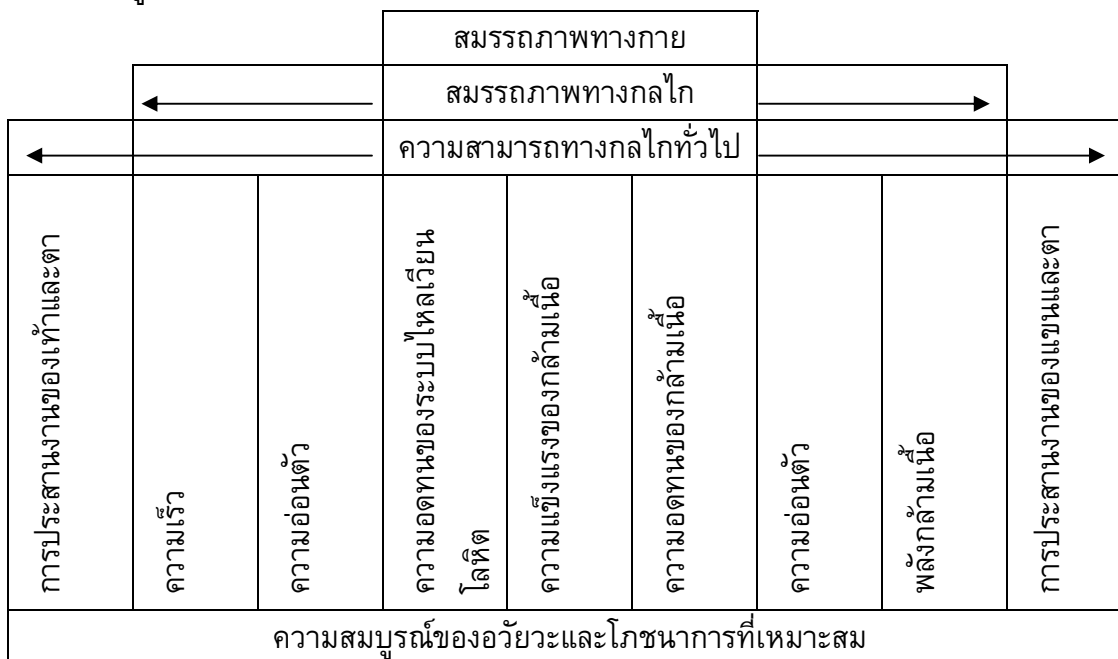 สมรรถภาพทางกาย
สมรรถภาพทางกลไก
ความสามารถทางกลไกทั่วไป
การประสานงานของเท้าและตา
ความเร็ว
ความอ่อนตัว
ความอดทนของระบบไหลเวียน
โลหิต
ความแข็งแรงของกล้ามเนื้อ
ความอดทนของกล้ามเนื้อ
ความอ่อนตัว
พลังกล้ามเนื้อ
การประสานงานของแขนและตา
ความสมบูรณ์ของอวัยวะและโภชนาการที่เหมาะสม